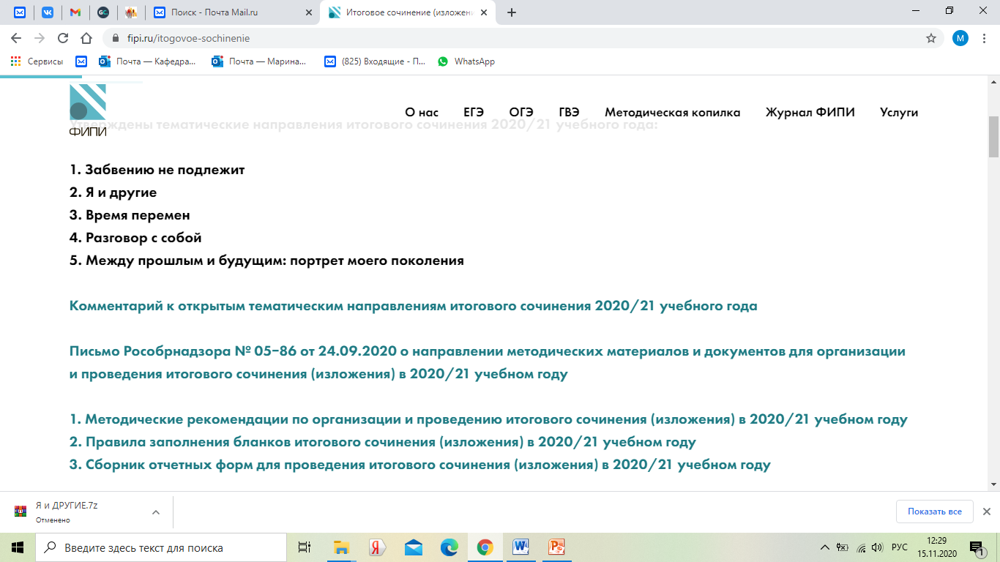 Поиск - Почта Mail.ru
Итоговое сочинение (изложени
fipi.ru/itogovoe-sochinenie
М
Сервисы
Почта — Кафедра...
Почта — Марина...
(825) Входящие - П...
WhatsApp
ФИПИ
О нас ЕГЭ ОГЭ ГВЭ Методическая копилка Журнал ФИПИ Услуги
Утверждены тематические направления итогового сочинения 2020/21 учебного года:
1. Забвению не подлежит
2. Я и другие
3. Время перемен
4. Разговор с собой
5. Между прошлым и будущим: портрет моего поколения
Комментарий к открытым тематическим направлениям итогового сочинения 2020/21 учебного года
Письмо Рособрнадзора № 05-86 от 24.09.2020 о направлении методических материалов и документов для организации
и проведения итогового сочинения (изложения) в 2020/21 учебном году
1. Методические рекомендации по организации и проведению итогового сочинения (изложения) в 2020/21 учебном году
2. Правила заполнения бланков итогового сочинения (изложения) в 2020/21 учебном году
3. Сборник отчетных форм для проведения итогового сочинения (изложения) в 2020/21 учебном году
Я и ДРУГИЕ.7z
Отменено
Показать все
Введите здесь текст для поиска
РУС
12:29
15.11.2020
1